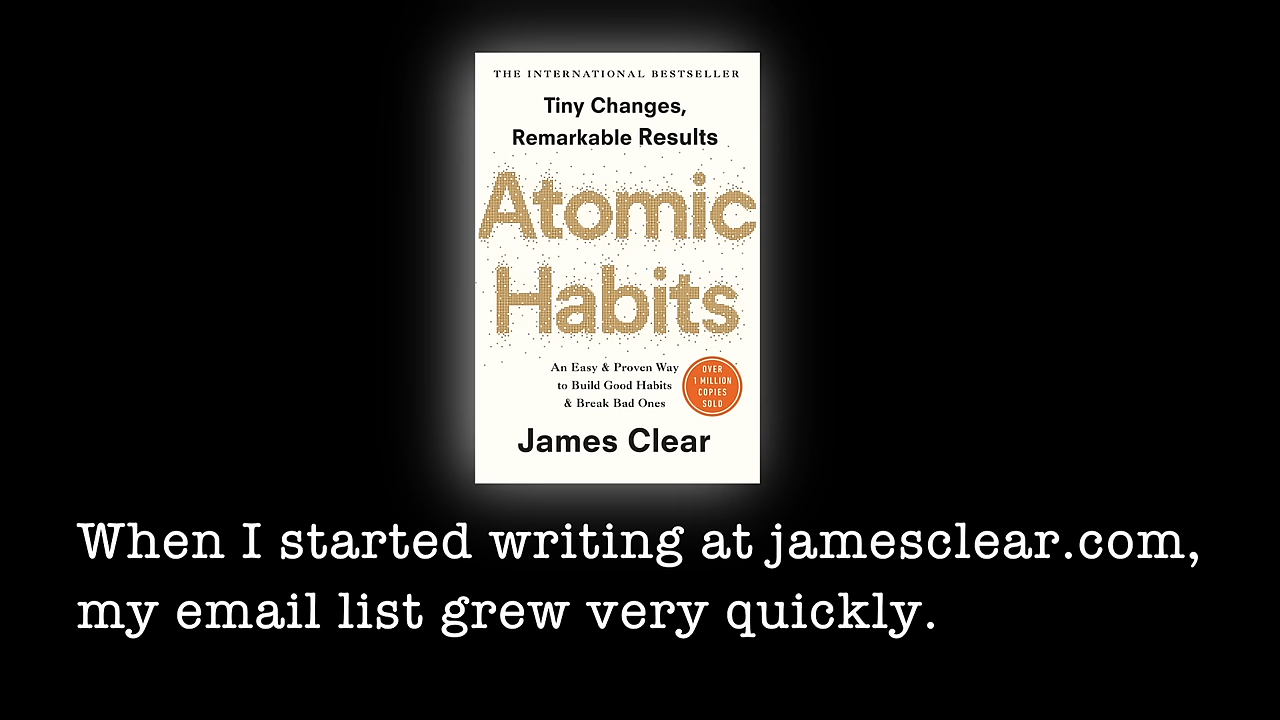 THE INTERNATIONAL BESTSELLER
Tiny Changes,
Remarkable Results
Atomic
Habits
An Easy & Proven Way
to Build Good Habits
& Break Bad Ones
OVER
1 MILLION
COPIES
SOLD
James Clear
When I started writing at jamesclear.com,
my email list grew very quickly.